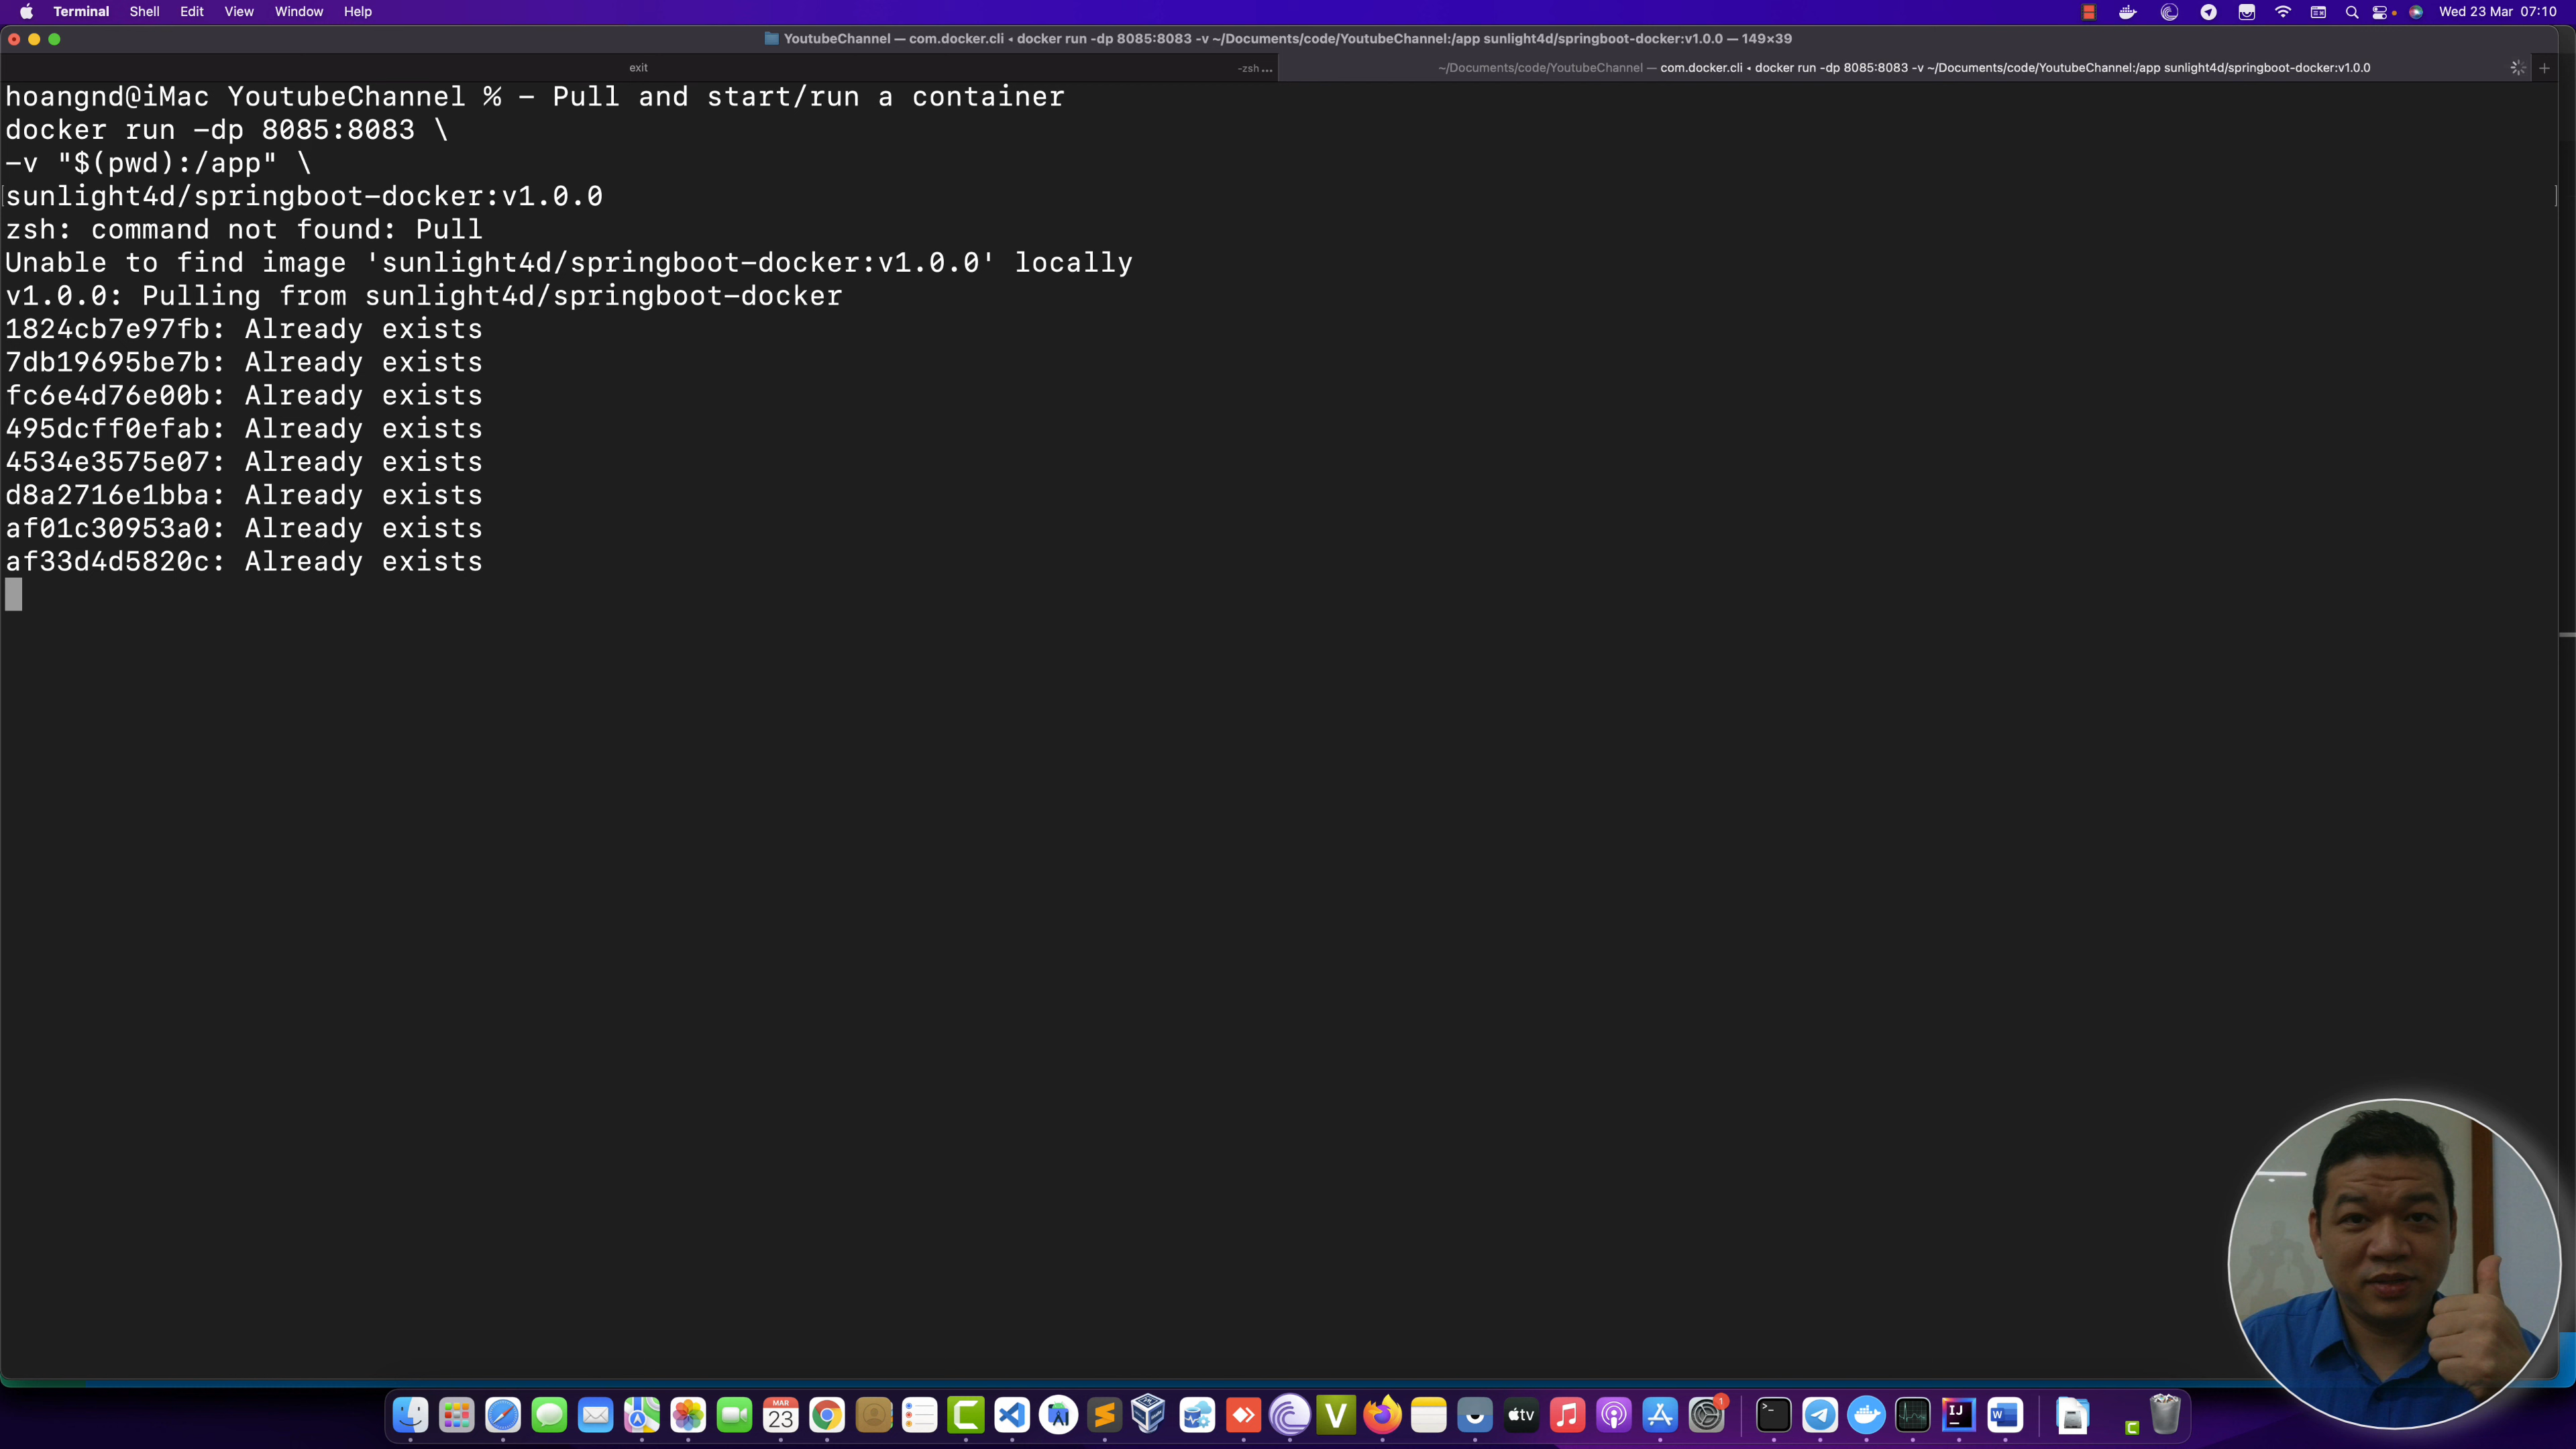 Terminal Shell Edit View Window Help Wed 23 Mar 07:10
YoutubeChannel — com.docker.cli ◂ docker run -dp 8085:8083 -v ~/Documents/code/YoutubeChannel:/app sunlight4d/springboot-docker:v1.0.0 — 149×39
exit -zsh ... ~/Documents/code/YoutubeChannel — com.docker.cli ◂ docker run -dp 8085:8083 -v ~/Documents/code/YoutubeChannel:/app sunlight4d/springboot-docker:v1.0.0 +
hoangnd@iMac YoutubeChannel % - Pull and start/run a container
docker run -dp 8085:8083 \
-v "$(pwd):/app" \
sunlight4d/springboot-docker:v1.0.0
zsh: command not found: Pull
Unable to find image 'sunlight4d/springboot-docker:v1.0.0' locally
v1.0.0: Pulling from sunlight4d/springboot-docker
1824cb7e97fb: Already exists
7db19695be7b: Already exists
fc6e4d76e00b: Already exists
495dcff0efab: Already exists
4534e3575e07: Already exists
d8a2716e1bba: Already exists
af01c30953a0: Already exists
af33d4d5820c: Already exists
MAR
23
V
tv
1
IJ
W